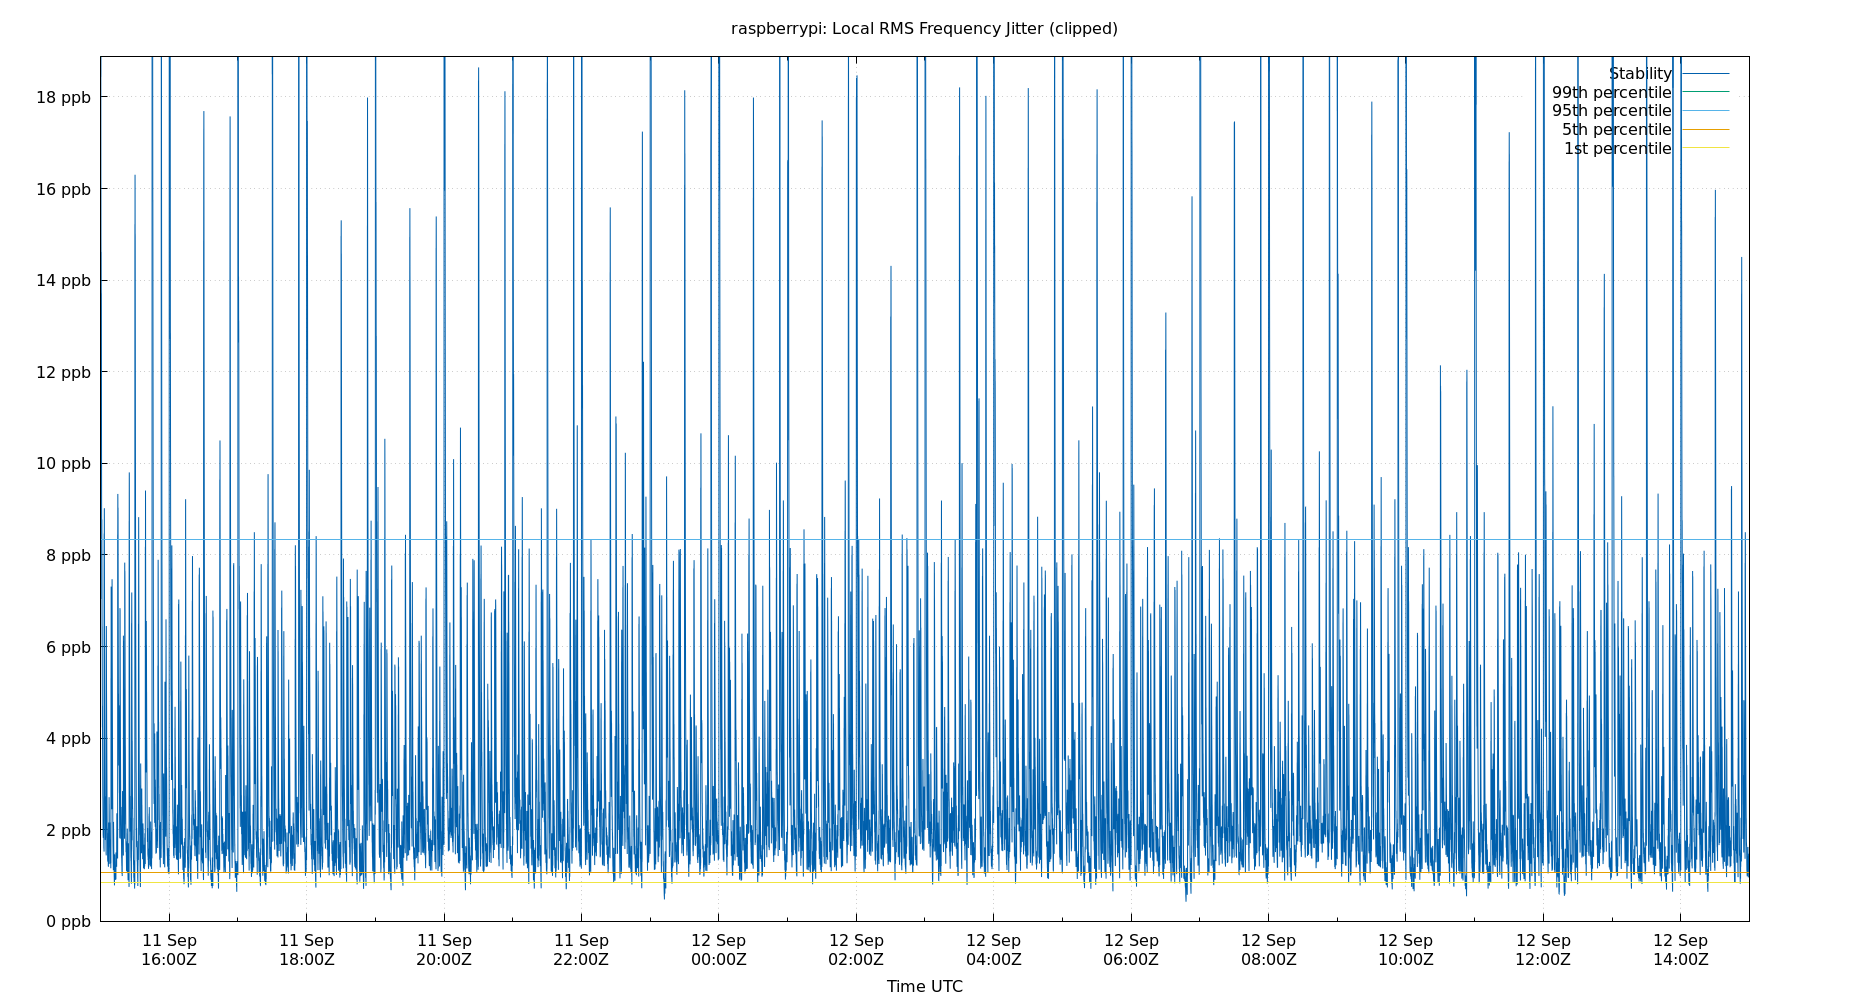 raspberrypi: Local RMS Frequency Jitter (clipped)
Stability
99th percentile
95th percentile
5th percentile
1st percentile
18 ppb
16 ppb
14 ppb
12 ppb
10 ppb
8 ppb
6 ppb
4 ppb
2 ppb
0 ppb
11 Sep 11 Sep 11 Sep 11 Sep 12 Sep 12 Sep 12 Sep 12 Sep 12 Sep 12 Sep 12 Sep 12 Sep
16:00Z 18:00Z 20:00Z 22:00Z 00:00Z 02:00Z 04:00Z 06:00Z 08:00Z 10:00Z 12:00Z 14:00Z
Time UTC